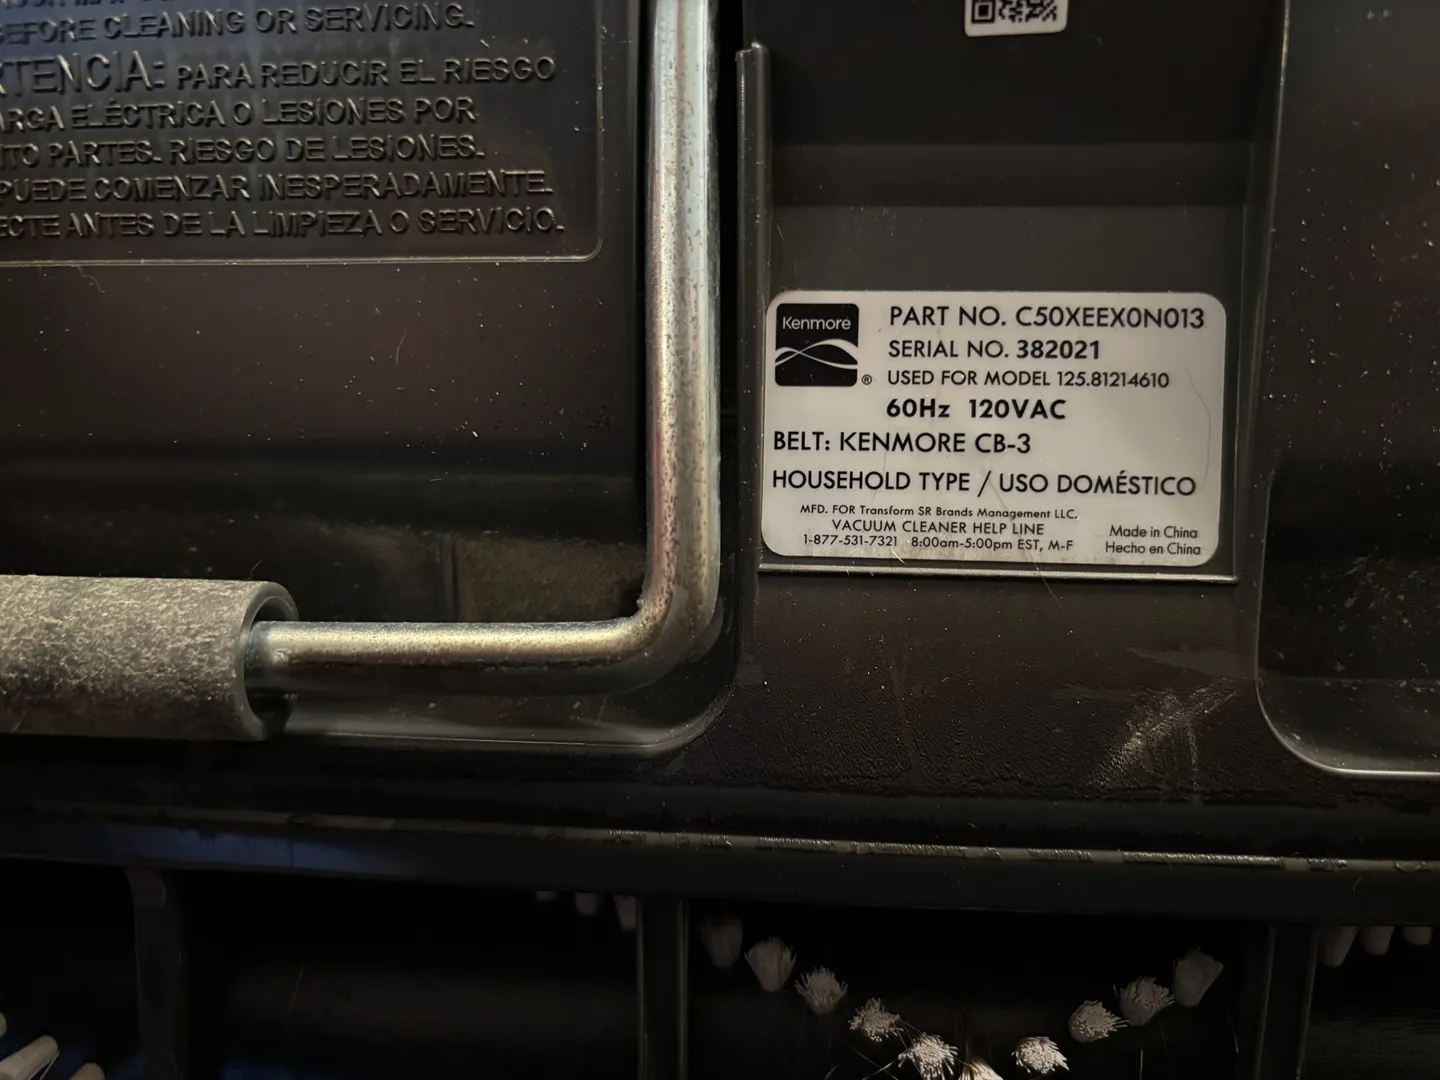 BEFORE CLEANING OR SERVICING.
PARA REDUCIR EL RIESGO
ELÉCTRICA O LESIONES POR
PARTES. RIESGO DE LESIONES.
PUEDE COMENZAR INESPERADAMENTE.
ANTES DE LA LIMPIEZA O SERVICIO.
Kenmore
®
PART NO. C50XEEX0N013
SERIAL NO. 382021
USED FOR MODEL 125.81214610
60Hz 120VAC
BELT: KENMORE CB-3
HOUSEHOLD TYPE / USO DOMÉSTICO
MFD. FOR Transform SR Brands Management LLC.
VACUUM CLEANER HELP LINE
1-877-531-7321 8:00am-5:00pm EST, M-F
Made in China
Hecho en China